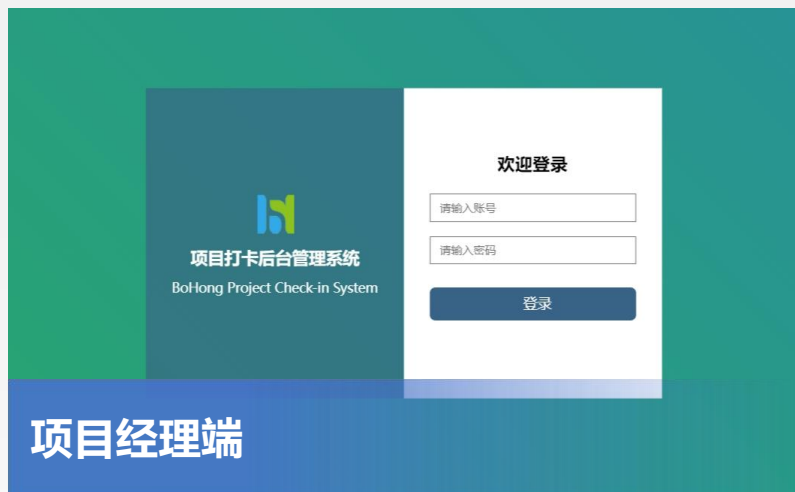 欢迎登录
请输入账号
请输入密码
登录
项目打卡后台管理系统
BoHong Project Check-in System
项目经理端